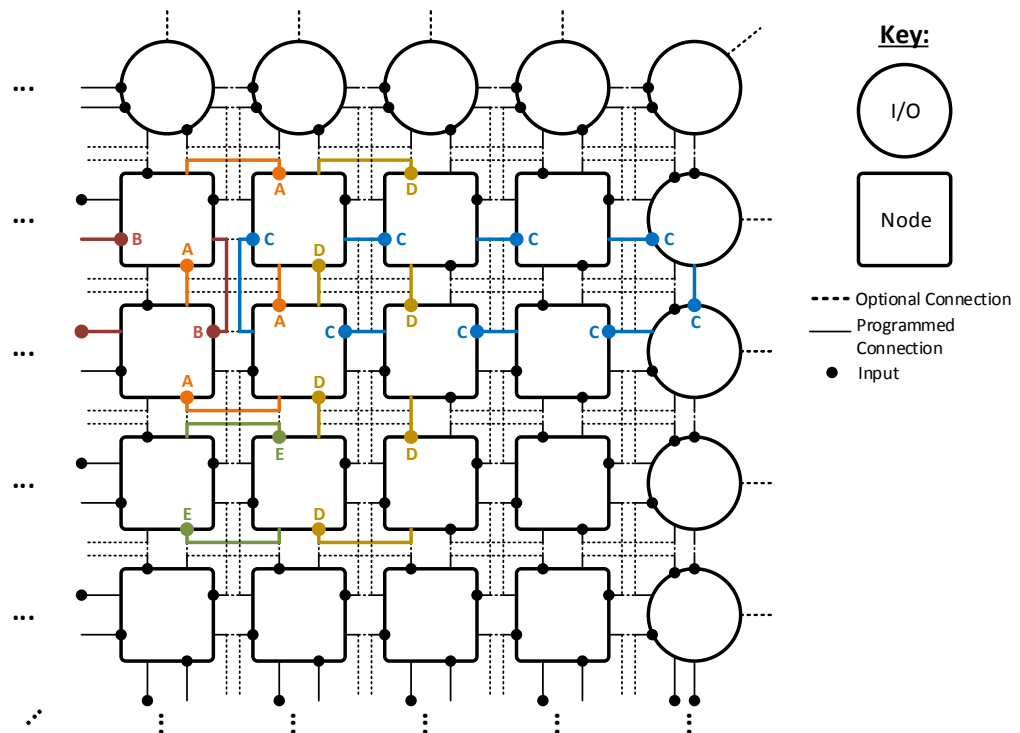 Key:
...
I/O
A
D
...
Node
B
C
C
C
C
A
D
Optional Connection
A
D
C
Programmed
Connection
B
C
C
C
...
Input
A
D
E
D
...
E
D
...
...
...
...
...
...
...